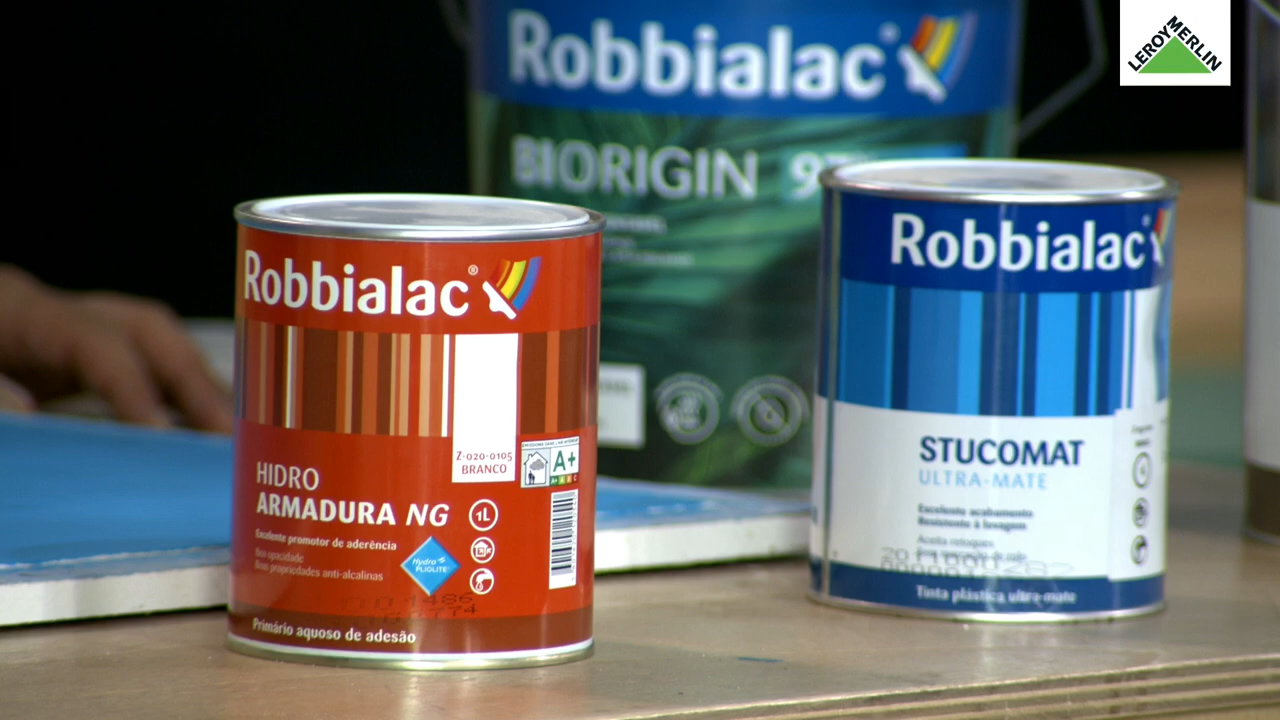 LEROY MERLIN
Robbialac®
BIORIGIN
Robbialac®
HIDRO
ARMADURA NG
Excelente promotor de aderência
Boa opacidade
Boas propriedades anti-alcalinas
Primário aquoso de adesão
Z-020-0105
BRANCO
A+
1L
Hydro
PLIOLITE®
Robbialac®
STUCOMAT
ULTRA-MATE
Excelente acabamento
Resistente à lavagem
Aceita retoques
Tinta plástica ultra-mate